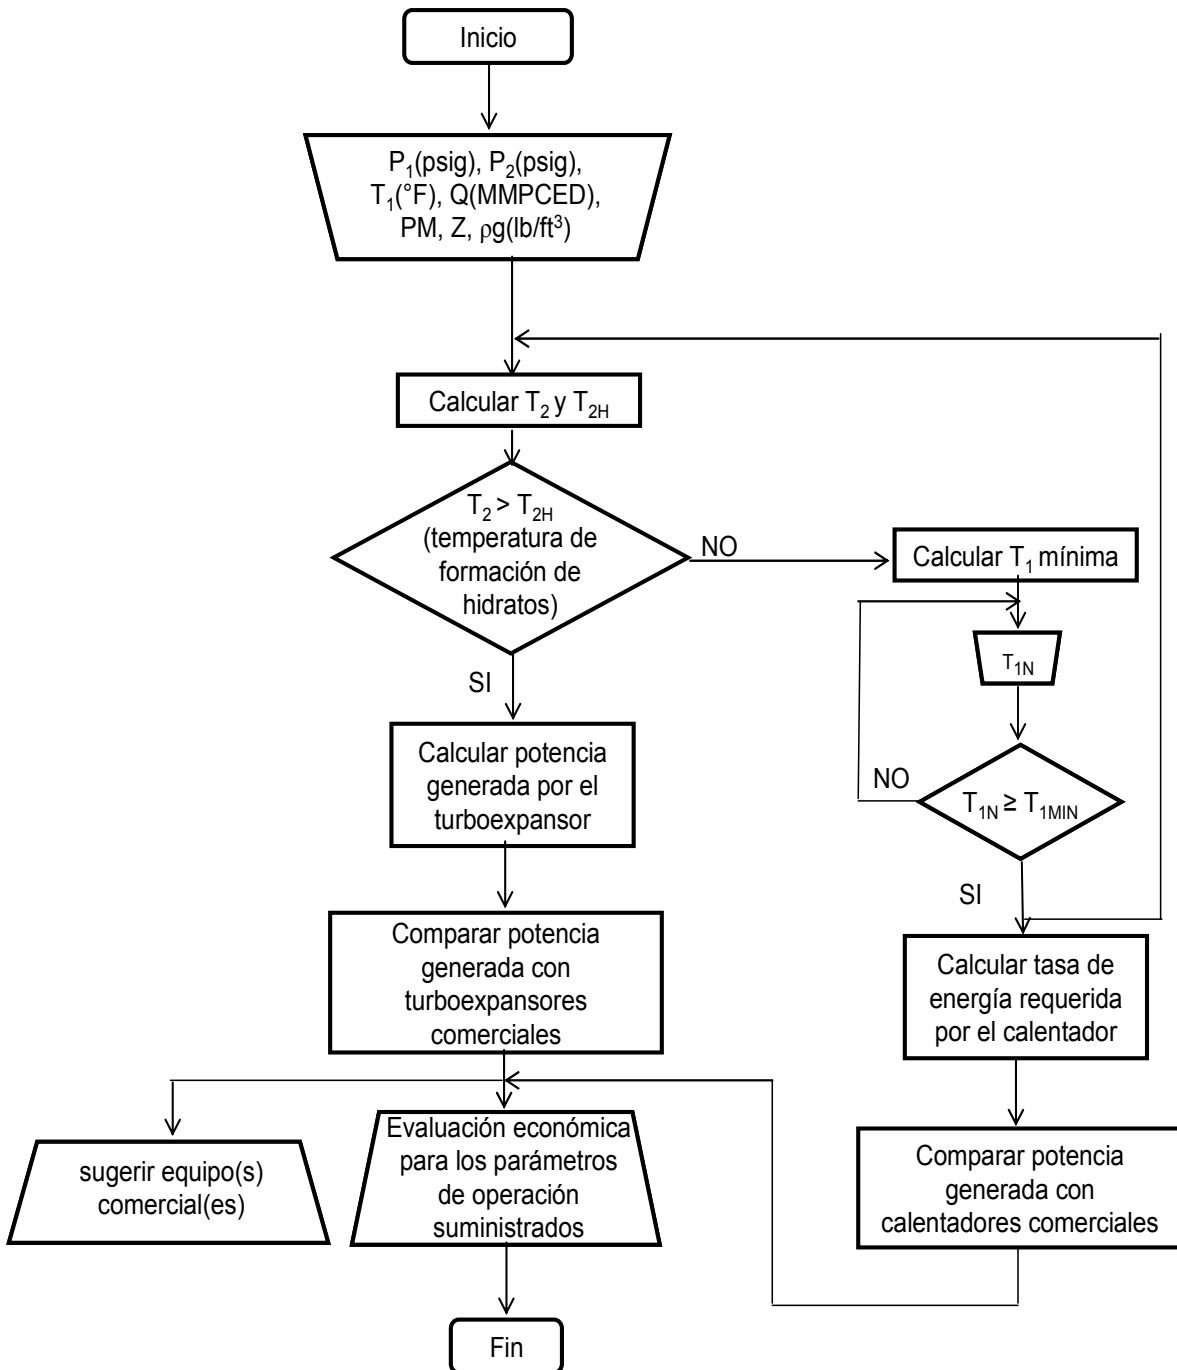 Inicio
P1(psig), P2(psig),
T1(°F), Q(MMPCED),
PM, Z, ρg(lb/ft³)
Calcular T2 y T2H
T2 > T2H
(temperatura de
formación de
hidratos)
NO
Calcular T1 mínima
T1N
NO
T1N ≥ T1MIN
SI
SI
Calcular potencia
generada por el
turboexpansor
Comparar potencia
generada con
turboexpansores
comerciales
Calcular tasa de
energía requerida
por el calentador
Comparar potencia
generada con
calentadores comerciales
sugerir equipo(s)
comercial(es)
Evaluación económica
para los parámetros
de operación
suministrados
Fin